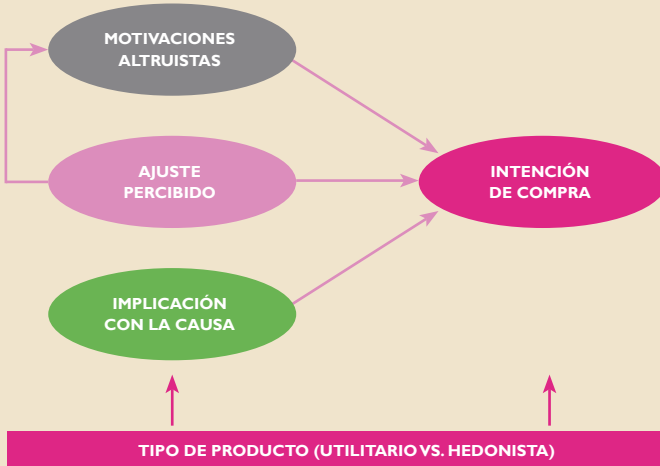 MOTIVACIONES
ALTRUISTAS
AJUSTE
PERCIBIDO
INTENCIÓN
DE COMPRA
IMPLICACIÓN
CON LA CAUSA
TIPO DE PRODUCTO (UTILITARIO VS. HEDONISTA)